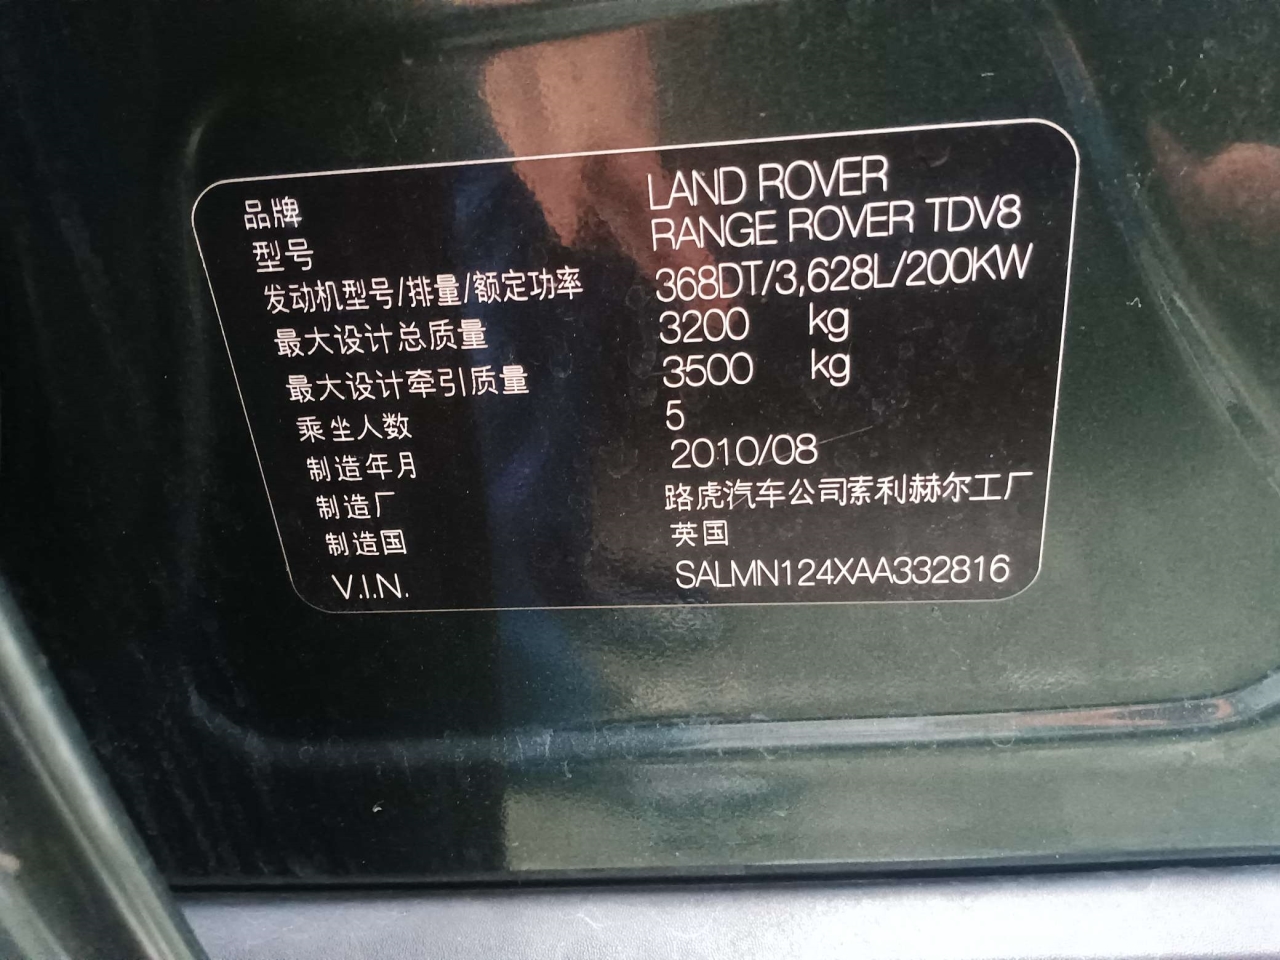 品牌 LAND ROVER
型号 RANGE ROVER TDV8
发动机型号/排量/额定功率 368DT/3,628L/200KW
最大设计总质量 3200 kg
最大设计牵引质量 3500 kg
乘坐人数 5
制造年月 2010/08
制造厂 路虎汽车公司索利赫尔工厂
制造国 英国
V.I.N. SALMN124XAA332816